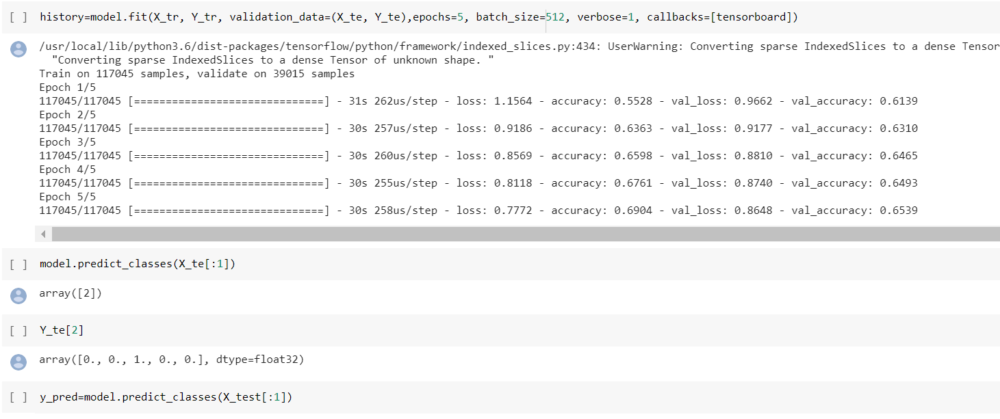 [ ] history=model.fit(X_tr, Y_tr, validation_data=(X_te, Y_te),epochs=5, batch_size=512, verbose=1, callbacks=[tensorboard])
/usr/local/lib/python3.6/dist-packages/tensorflow/python/framework/indexed_slices.py:434: UserWarning: Converting sparse IndexedSlices to a dense Tensor
"Converting sparse IndexedSlices to a dense Tensor of unknown shape. "
Train on 117045 samples, validate on 39015 samples
Epoch 1/5
117045/117045 [==============================] - 31s 262us/step - loss: 1.1564 - accuracy: 0.5528 - val_loss: 0.9662 - val_accuracy: 0.6139
Epoch 2/5
117045/117045 [==============================] - 30s 257us/step - loss: 0.9186 - accuracy: 0.6363 - val_loss: 0.9177 - val_accuracy: 0.6310
Epoch 3/5
117045/117045 [==============================] - 30s 260us/step - loss: 0.8569 - accuracy: 0.6598 - val_loss: 0.8810 - val_accuracy: 0.6465
Epoch 4/5
117045/117045 [==============================] - 30s 255us/step - loss: 0.8118 - accuracy: 0.6761 - val_loss: 0.8740 - val_accuracy: 0.6493
Epoch 5/5
117045/117045 [==============================] - 30s 258us/step - loss: 0.7772 - accuracy: 0.6904 - val_loss: 0.8648 - val_accuracy: 0.6539
[ ] model.predict_classes(X_te[:1])
array([2])
[ ] Y_te[2]
array([0., 0., 1., 0., 0.], dtype=float32)
[ ] y_pred=model.predict_classes(X_test[:1])